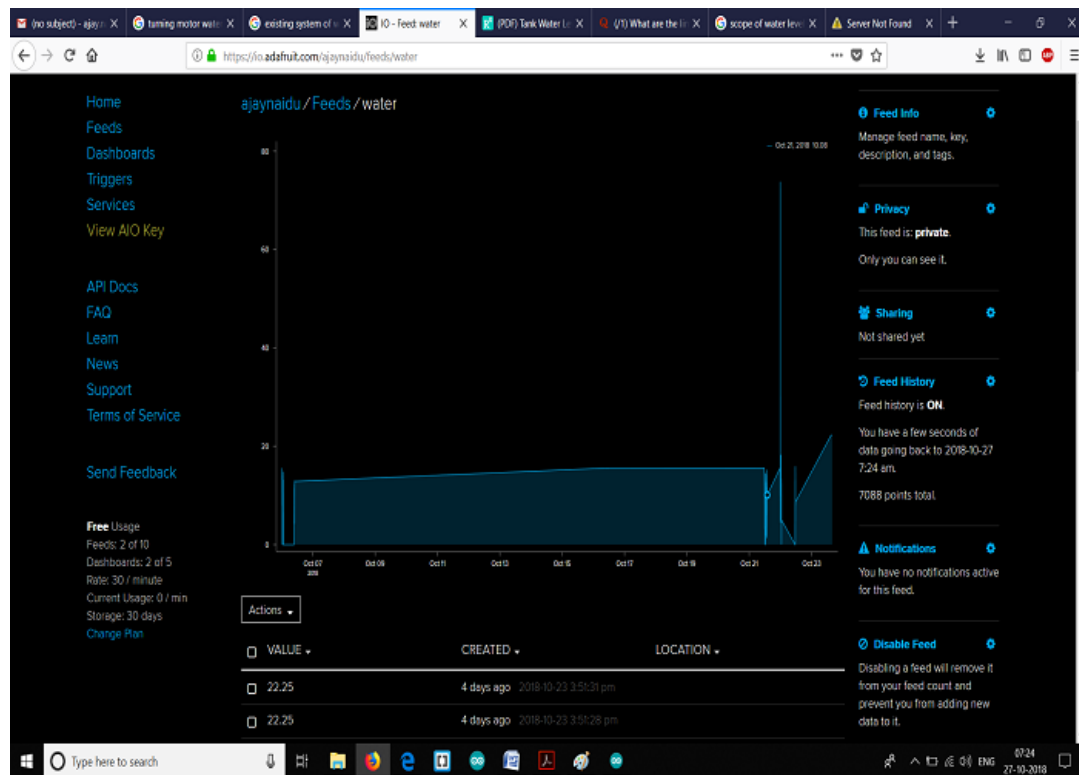 (no subject) - ajay.n
turning motor wate
existing system of w
IO - Feed: water
(PDF) Tank Water Le
(/1) What are the li
scope of water level
Server Not Found
https://io.adafruit.com/ajaynaidu/feeds/water
Home
Feeds
Dashboards
Triggers
Services
View AIO Key
API Docs
FAQ
Learn
News
Support
Terms of Service
Send Feedback
Free Usage
Feeds: 2 of 10
Dashboards: 2 of 5
Rate: 30 / minute
Current Usage: 0 / min
Storage: 30 days
Change Plan
ajaynaidu / Feeds / water
Oct 21, 2018 10:08
80
60
40
20
0
Oct 07 Oct 09 Oct 11 Oct 13 Oct 15 Oct 17 Oct 19 Oct 21 Oct 23
2018
Actions
VALUE CREATED LOCATION
22.25 4 days ago 2018-10-23 3:51:31 pm
22.25 4 days ago 2018-10-23 3:51:28 pm
Feed Info
Manage feed name, key,
description, and tags.
Privacy
This feed is: private.
Only you can see it.
Sharing
Not shared yet
Feed History
Feed history is ON.
You have a few seconds of
data going back to 2018-10-27
7:24 am.
7088 points total.
Notifications
You have no notifications active
for this feed.
Disable Feed
Disabling a feed will remove it
from your feed count and
prevent you from adding new
data to it.
Type here to search
ENG
07:24
27-10-2018